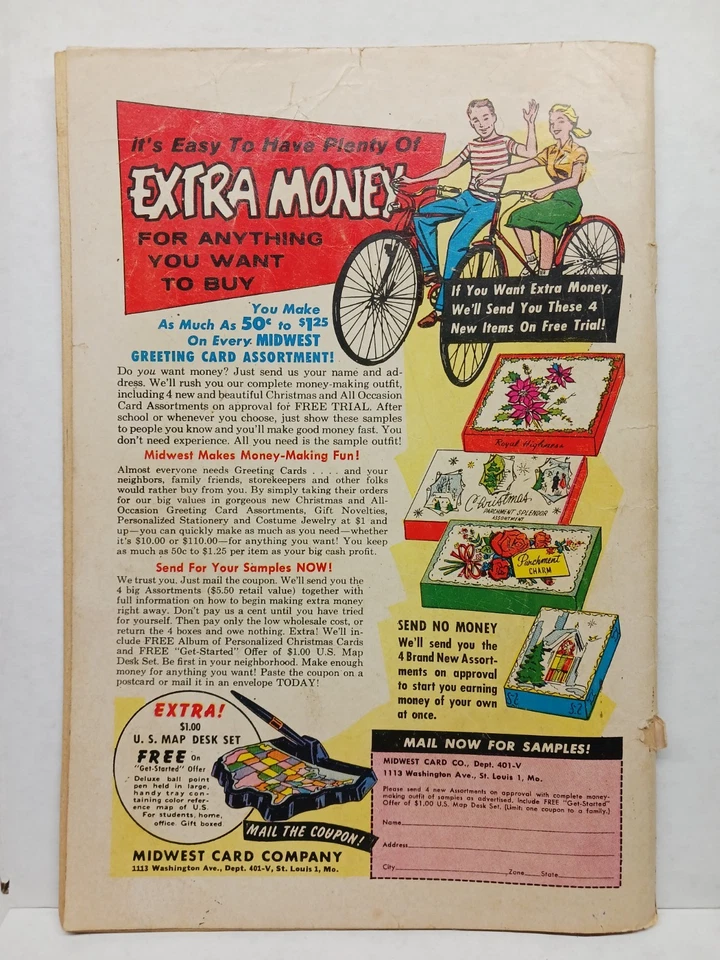 It's Easy To Have Plenty Of
EXTRA MONEY
FOR ANYTHING
YOU WANT
TO BUY
If You Want Extra Money,
We'll Send You These 4
New Items On Free Trial!
You Make
As Much As 50¢ to $1 25
On Every MIDWEST
GREETING CARD ASSORTMENT!
Do you want money? Just send us your name and ad-
dress. We'll rush you our complete money-making outfit,
including 4 new and beautiful Christmas and All Occasion
Card Assortments on approval for FREE TRIAL. After
school or whenever you choose, just show these samples
to people you know and you'll make good money fast. You
don't need experience. All you need is the sample outfit!
Midwest Makes Money-Making Fun!
Almost everyone needs Greeting Cards . . . . and your
neighbors, family friends, storekeepers and other folks
would rather buy from you. By simply taking their orders
for our big values in gorgeous new Christmas and All-
Occasion Greeting Card Assortments, Gift Novelties,
Personalized Stationery and Costume Jewelry at $1 and
up—you can quickly make as much as you need—whether
it's $10.00 or $110.00—for anything you want! You keep
as much as 50c to $1.25 per item as your big cash profit.
Send For Your Samples NOW!
We trust you. Just mail the coupon. We'll send you the
4 big Assortments ($5.50 retail value) together with
full information on how to begin making extra money
right away. Don't pay us a cent until you have tried
for yourself. Then pay only the low wholesale cost, or
return the 4 boxes and owe nothing. Extra! We'll in-
clude FREE Album of Personalized Christmas Cards
and FREE "Get-Started" Offer of $1.00 U.S. Map
Desk Set. Be first in your neighborhood. Make enough
money for anything you want! Paste the coupon on a
postcard or mail it in an envelope TODAY!
Royal Highness
Christmas
PARCHMENT SPLENDOR
ASSORTMENT
Parchment
CHARM
SEND NO MONEY
We'll send you the
4 Brand New Assort-
ments on approval
to start you earning
money of your own
at once.
EXTRA!
$1.00
U. S. MAP DESK SET
FREE On
"Get-Started" Offer
Deluxe ball point
pen held in large,
handy tray con-
taining color refer-
ence map of U.S.
For students, home,
office. Gift boxed.
MAIL THE COUPON!
MIDWEST CARD COMPANY
1113 Washington Ave., Dept. 401-V, St. Louis 1, Mo.
MAIL NOW FOR SAMPLES!
MIDWEST CARD CO., Dept. 401-V
1113 Washington Ave., St. Louis 1, Mo.
Please send 4 new Assortments on approval with complete money-
making outfit of samples as advertised. Include FREE "Get-Started"
Offer of $1.00 U.S. Map Desk Set. (Limit: one coupon to a family.)
Name
Address
City Zone State